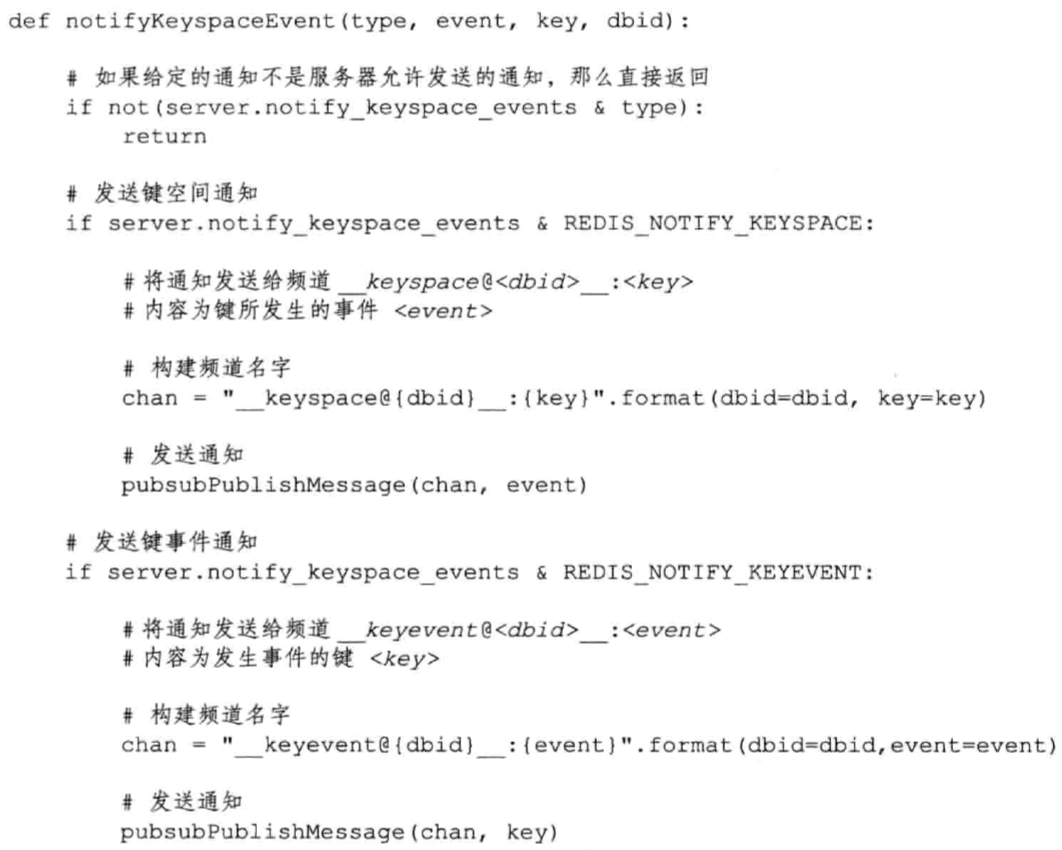 def notifyKeyspaceEvent(type, event, key, dbid):
# 如果给定的通知不是服务器允许发送的通知，那么直接返回
if not(server.notify_keyspace_events & type):
return
# 发送键空间通知
if server.notify_keyspace_events & REDIS_NOTIFY_KEYSPACE:
# 将通知发送给频道 __keyspace@<dbid>__:<key>
# 内容为键所发生的事件 <event>
# 构建频道名字
chan = "__keyspace@{dbid}__:{key}".format(dbid=dbid, key=key)
# 发送通知
pubsubPublishMessage(chan, event)
# 发送键事件通知
if server.notify_keyspace_events & REDIS_NOTIFY_KEYEVENT:
# 将通知发送给频道 __keyevent@<dbid>__:<event>
# 内容为发生事件的键 <key>
# 构建频道名字
chan = "__keyevent@{dbid}__:{event}".format(dbid=dbid,event=event)
# 发送通知
pubsubPublishMessage(chan, key)